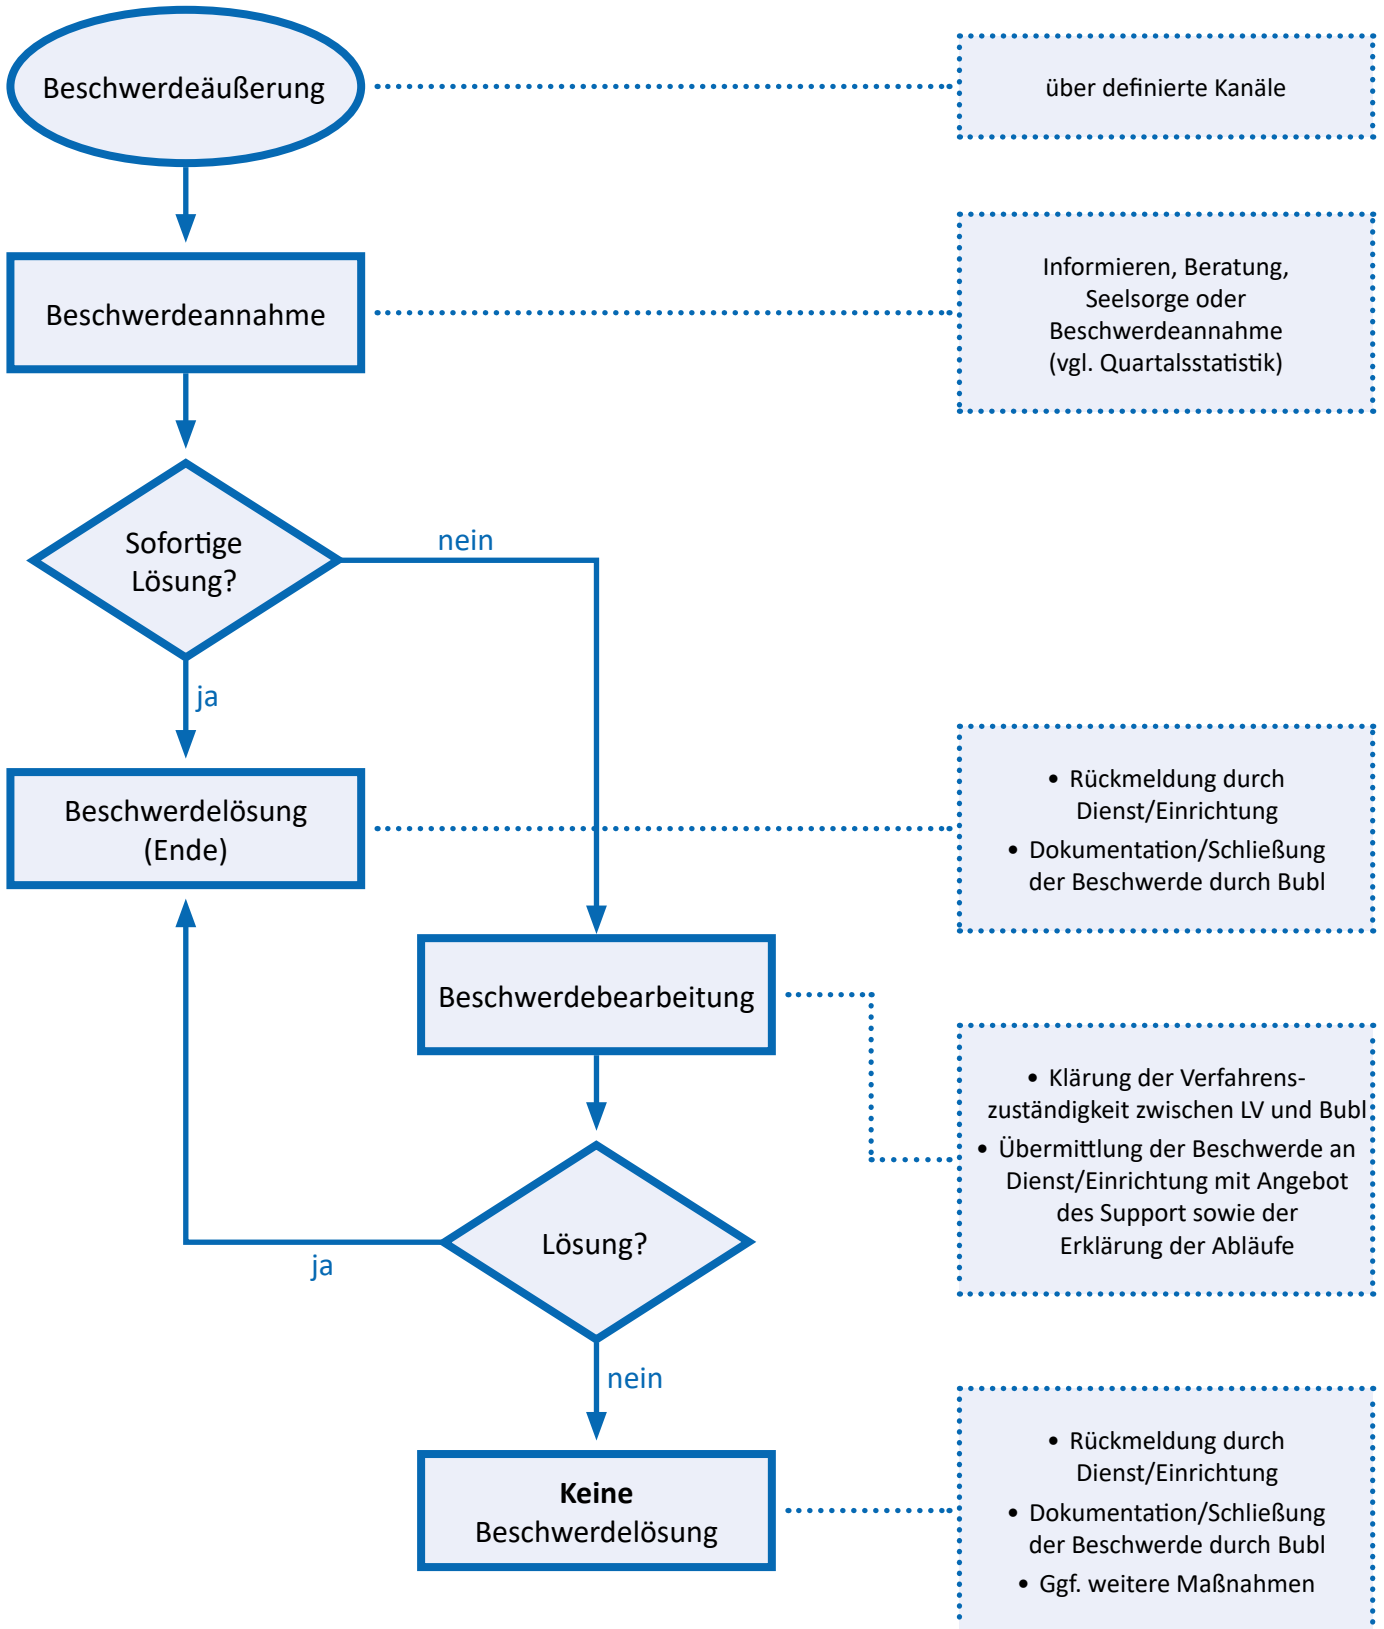 Beschwerdeäußerung
über definierte Kanäle
Beschwerdeannahme
Informieren, Beratung,
Seelsorge oder
Beschwerdeannahme
(vgl. Quartalsstatistik)
Sofortige
Lösung?
nein
ja
Beschwerdelösung
(Ende)
• Rückmeldung durch
Dienst/Einrichtung
• Dokumentation/Schließung
der Beschwerde durch Bubl
Beschwerdebearbeitung
• Klärung der Verfahrens-
zuständigkeit zwischen LV und Bubl
• Übermittlung der Beschwerde an
Dienst/Einrichtung mit Angebot
des Support sowie der
Erklärung der Abläufe
Lösung?
ja
nein
Keine
Beschwerdelösung
• Rückmeldung durch
Dienst/Einrichtung
• Dokumentation/Schließung
der Beschwerde durch Bubl
• Ggf. weitere Maßnahmen